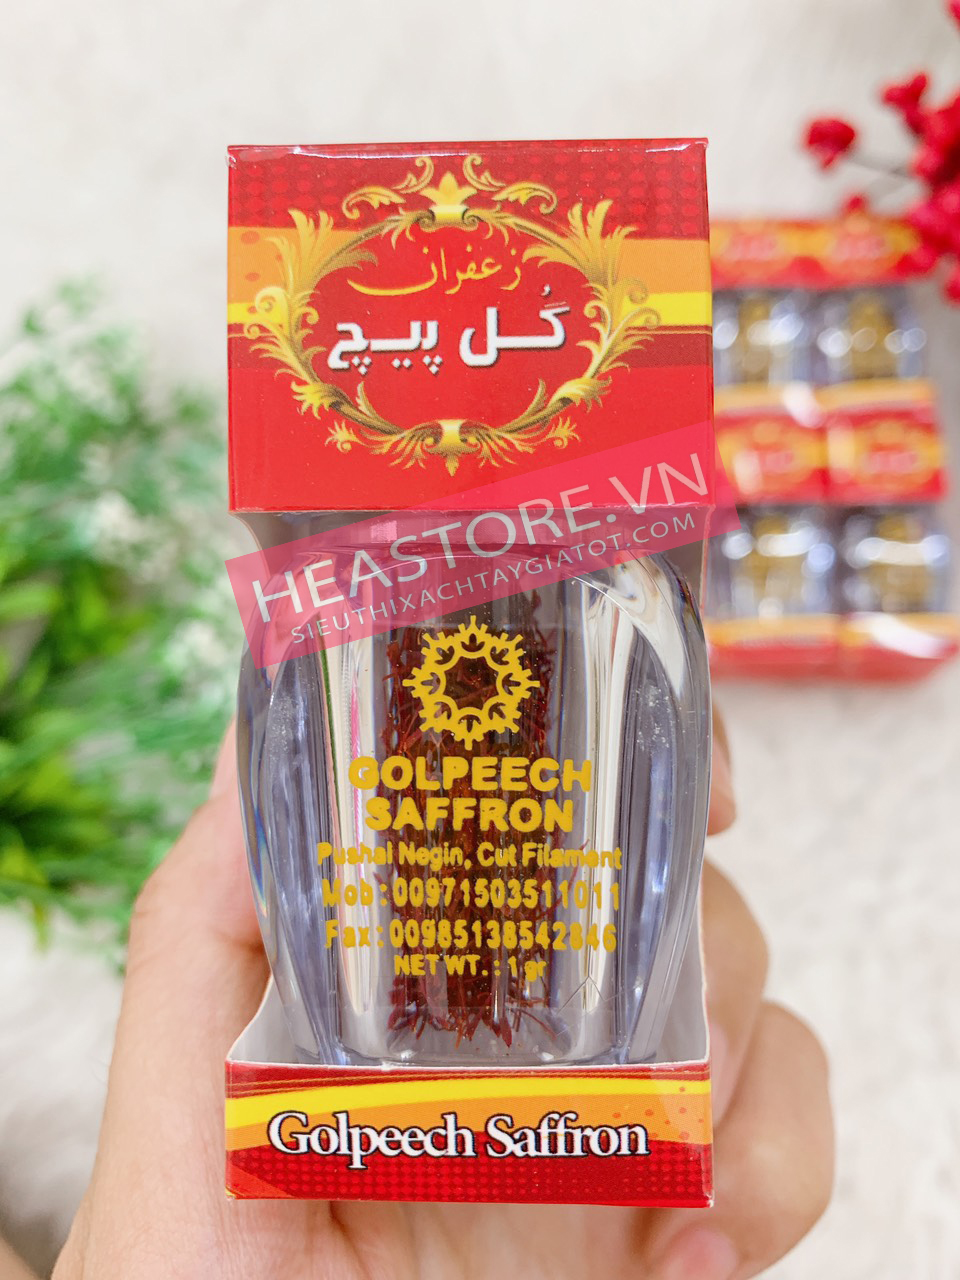 زعفران
گُل پیچ
HEASTORE.VN
SIEUTHIXACHTAYGIATOT.COM
GOLPEECH
SAFFRON
Pushal Negin, Cut Filament
Mob:00971503511011
Fax:00985138542846
NET WT.: 1 gr
Golpeech Saffron